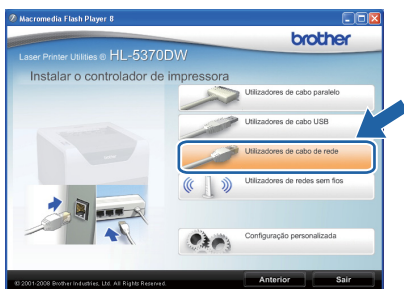 Macromedia Flash Player 8
brother
Laser Printer Utilities ® HL-5370DW
Instalar o controlador de impressora
Utilizadores de cabo paralelo
Utilizadores de cabo USB
Utilizadores de cabo de rede
Utilizadores de redes sem fios
Configuração personalizada
© 2001-2008 Brother Industries, Ltd. All Rights Reserved.
Anterior
Sair